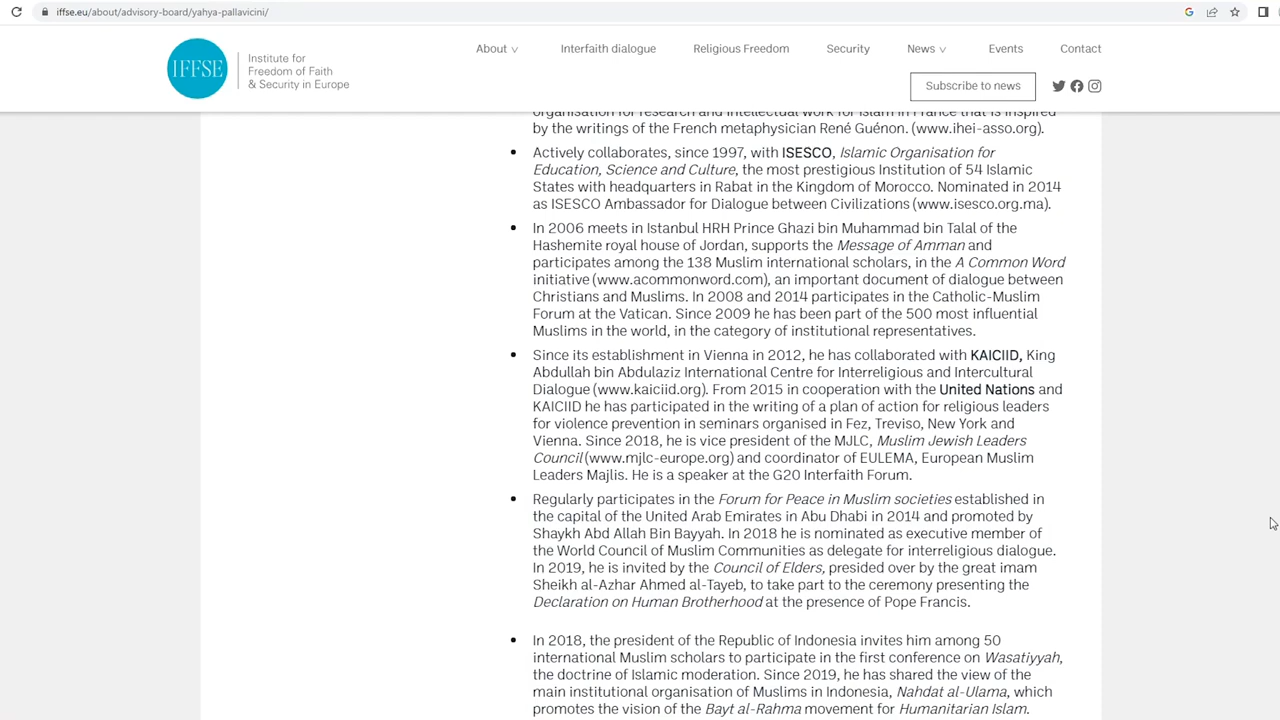 iffse.eu/about/advisory-board/yahya-pallavicini/
IFFSE
Institute for
Freedom of Faith
& Security in Europe
About
Interfaith dialogue
Religious Freedom
Security
News
Events
Contact
Subscribe to news
organisation for research and intellectual work for Islam in France that is inspired
by the writings of the French metaphysician René Guénon. (www.ihei-asso.org).
• Actively collaborates, since 1997, with ISESCO, Islamic Organisation for
Education, Science and Culture, the most prestigious Institution of 54 Islamic
States with headquarters in Rabat in the Kingdom of Morocco. Nominated in 2014
as ISESCO Ambassador for Dialogue between Civilizations (www.isesco.org.ma).
• In 2006 meets in Istanbul HRH Prince Ghazi bin Muhammad bin Talal of the
Hashemite royal house of Jordan, supports the Message of Amman and
participates among the 138 Muslim international scholars, in the A Common Word
initiative (www.acommonword.com), an important document of dialogue between
Christians and Muslims. In 2008 and 2014 participates in the Catholic-Muslim
Forum at the Vatican. Since 2009 he has been part of the 500 most influential
Muslims in the world, in the category of institutional representatives.
• Since its establishment in Vienna in 2012, he has collaborated with KAICIID, King
Abdullah bin Abdulaziz International Centre for Interreligious and Intercultural
Dialogue (www.kaiciid.org). From 2015 in cooperation with the United Nations and
KAICIID he has participated in the writing of a plan of action for religious leaders
for violence prevention in seminars organised in Fez, Treviso, New York and
Vienna. Since 2018, he is vice president of the MJLC, Muslim Jewish Leaders
Council (www.mjlc-europe.org) and coordinator of EULEMA, European Muslim
Leaders Majlis. He is a speaker at the G20 Interfaith Forum.
• Regularly participates in the Forum for Peace in Muslim societies established in
the capital of the United Arab Emirates in Abu Dhabi in 2014 and promoted by
Shaykh Abd Allah Bin Bayyah. In 2018 he is nominated as executive member of
the World Council of Muslim Communities as delegate for interreligious dialogue.
In 2019, he is invited by the Council of Elders, presided over by the great imam
Sheikh al-Azhar Ahmed al-Tayeb, to take part to the ceremony presenting the
Declaration on Human Brotherhood at the presence of Pope Francis.
• In 2018, the president of the Republic of Indonesia invites him among 50
international Muslim scholars to participate in the first conference on Wasatiyyah,
the doctrine of Islamic moderation. Since 2019, he has shared the view of the
main institutional organisation of Muslims in Indonesia, Nahdat al-Ulama, which
promotes the vision of the Bayt al-Rahma movement for Humanitarian Islam.